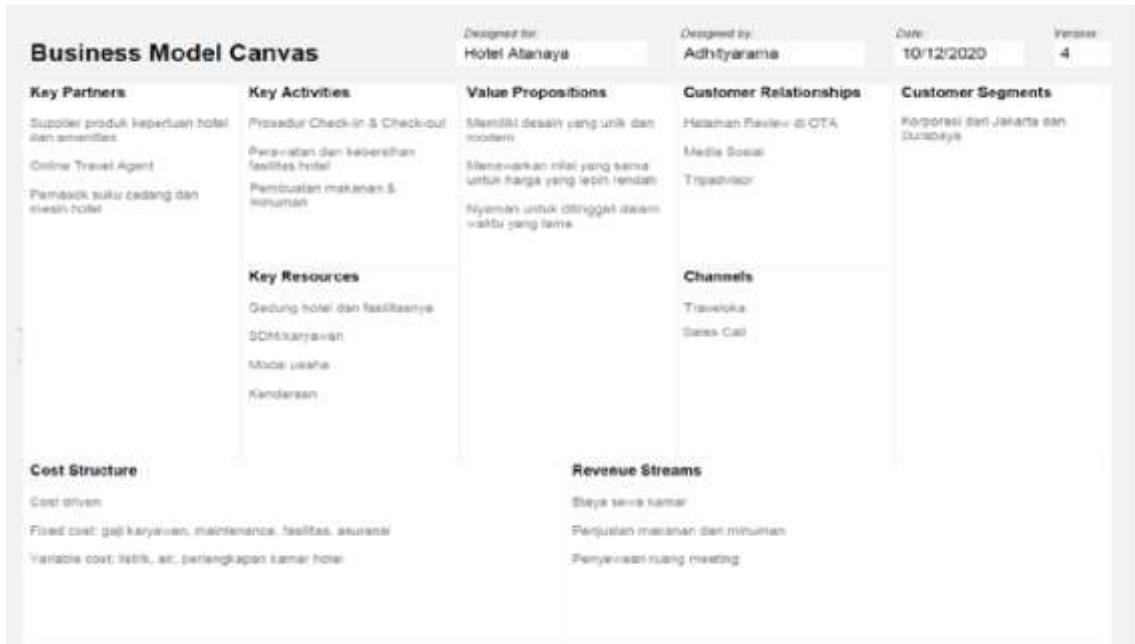 Business Model Canvas
Designed for:
Hotel Atanaya
Designed by:
Adhityarama
Date:
10/12/2020
Version:
4
Key Partners
Supplier produk keperluan hotel
dan amenities
Online Travel Agent
Pemasok suku cadang dan
mesin hotel
Key Activities
Prosedur Check-in & Check-out
Perawatan dan kebersihan
fasilitas hotel
Pembuatan makanan &
minuman
Key Resources
Gedung hotel dan fasilitasnya
SDM/karyawan
Modal usaha
Kendaraan
Value Propositions
Memiliki desain yang unik dan
modern
Menawarkan nilai yang sama
untuk harga yang lebih rendah
Nyaman untuk ditinggali dalam
waktu yang lama
Customer Relationships
Halaman Review di OTA
Media Sosial
Tripadvisor
Channels
Traveloka
Sales Call
Customer Segments
Korporasi dari Jakarta dan
Surabaya
Cost Structure
Cost driven
Fixed cost: gaji karyawan, maintenance, fasilitas, asuransi
Variable cost: listrik, air, perlengkapan kamar hotel
Revenue Streams
Biaya sewa kamar
Penjualan makanan dan minuman
Penyewaan ruang meeting